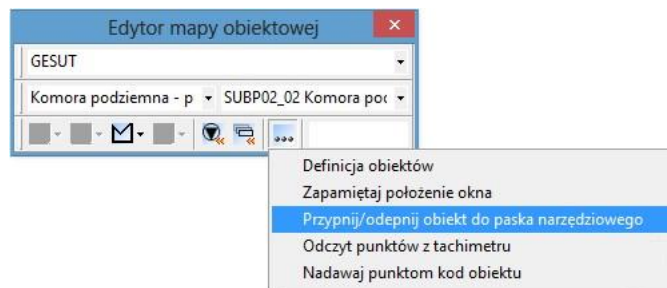 Edytor mapy obiektowej
GESUT
Komora podziemna - p SUBP02_02 Komora poc
Definicja obiektów
Zapamiętaj położenie okna
Przypnij/odepnij obiekt do paska narzędziowego
Odczyt punktów z tachimetru
Nadawaj punktom kod obiektu